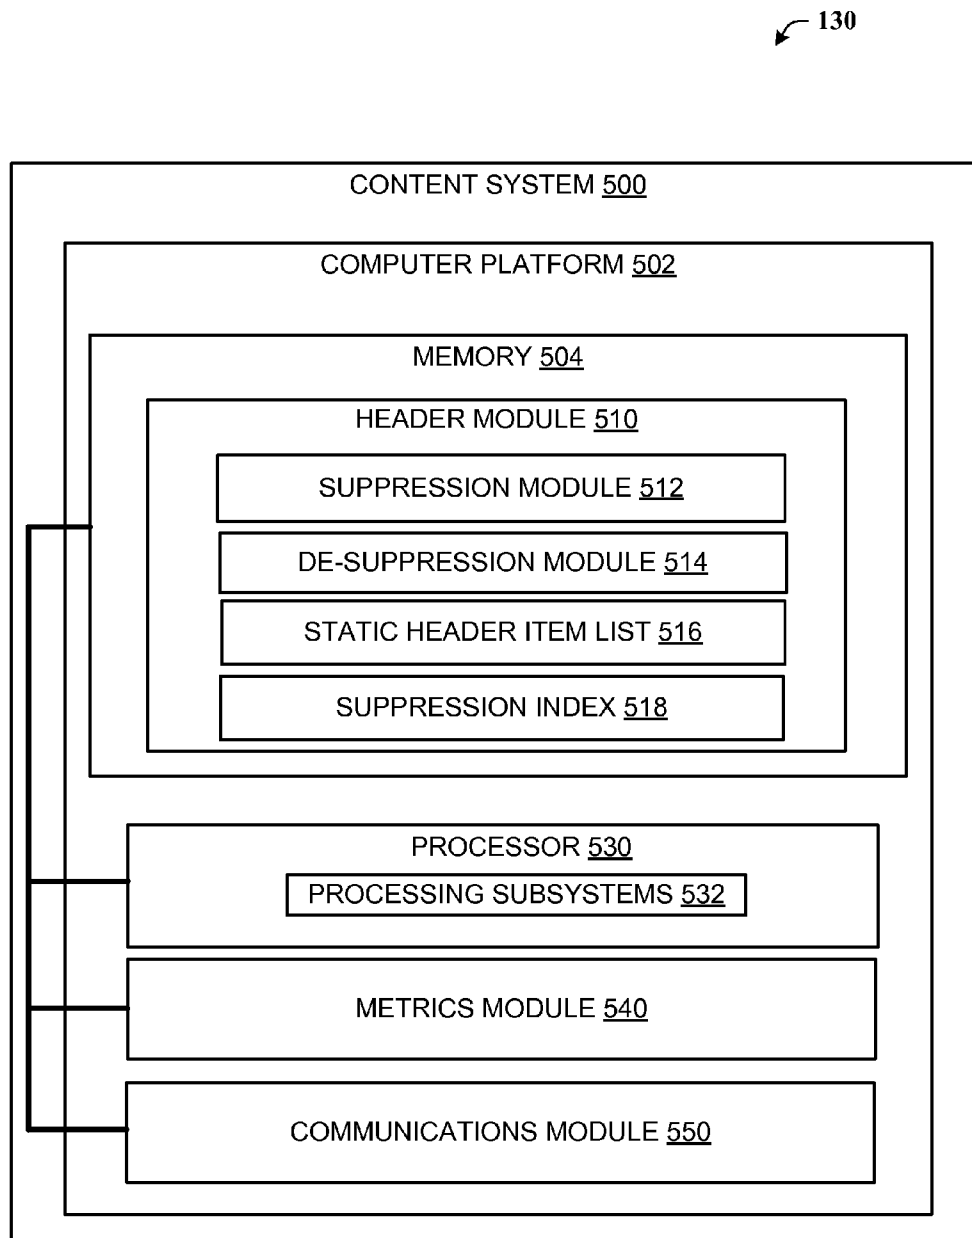 130
CONTENT SYSTEM 500
COMPUTER PLATFORM 502
MEMORY 504
HEADER MODULE 510
SUPPRESSION MODULE 512
DE-SUPPRESSION MODULE 514
STATIC HEADER ITEM LIST 516
SUPPRESSION INDEX 518
PROCESSOR 530
PROCESSING SUBSYSTEMS 532
METRICS MODULE 540
COMMUNICATIONS MODULE 550